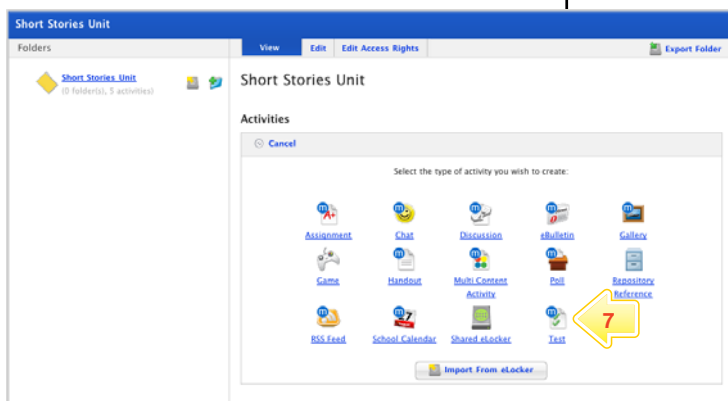 Short Stories Unit
Folders
View Edit Edit Access Rights Export Folder
Short Stories Unit
(0 folder(s), 5 activities)
Short Stories Unit
Activities
Cancel
Select the type of activity you wish to create:
Assignment Chat Discussion eBulletin Gallery
Game Handout Multi Content Activity Poll Repository Reference
RSS Feed School Calendar Shared eLocker Test
7
Import From eLocker